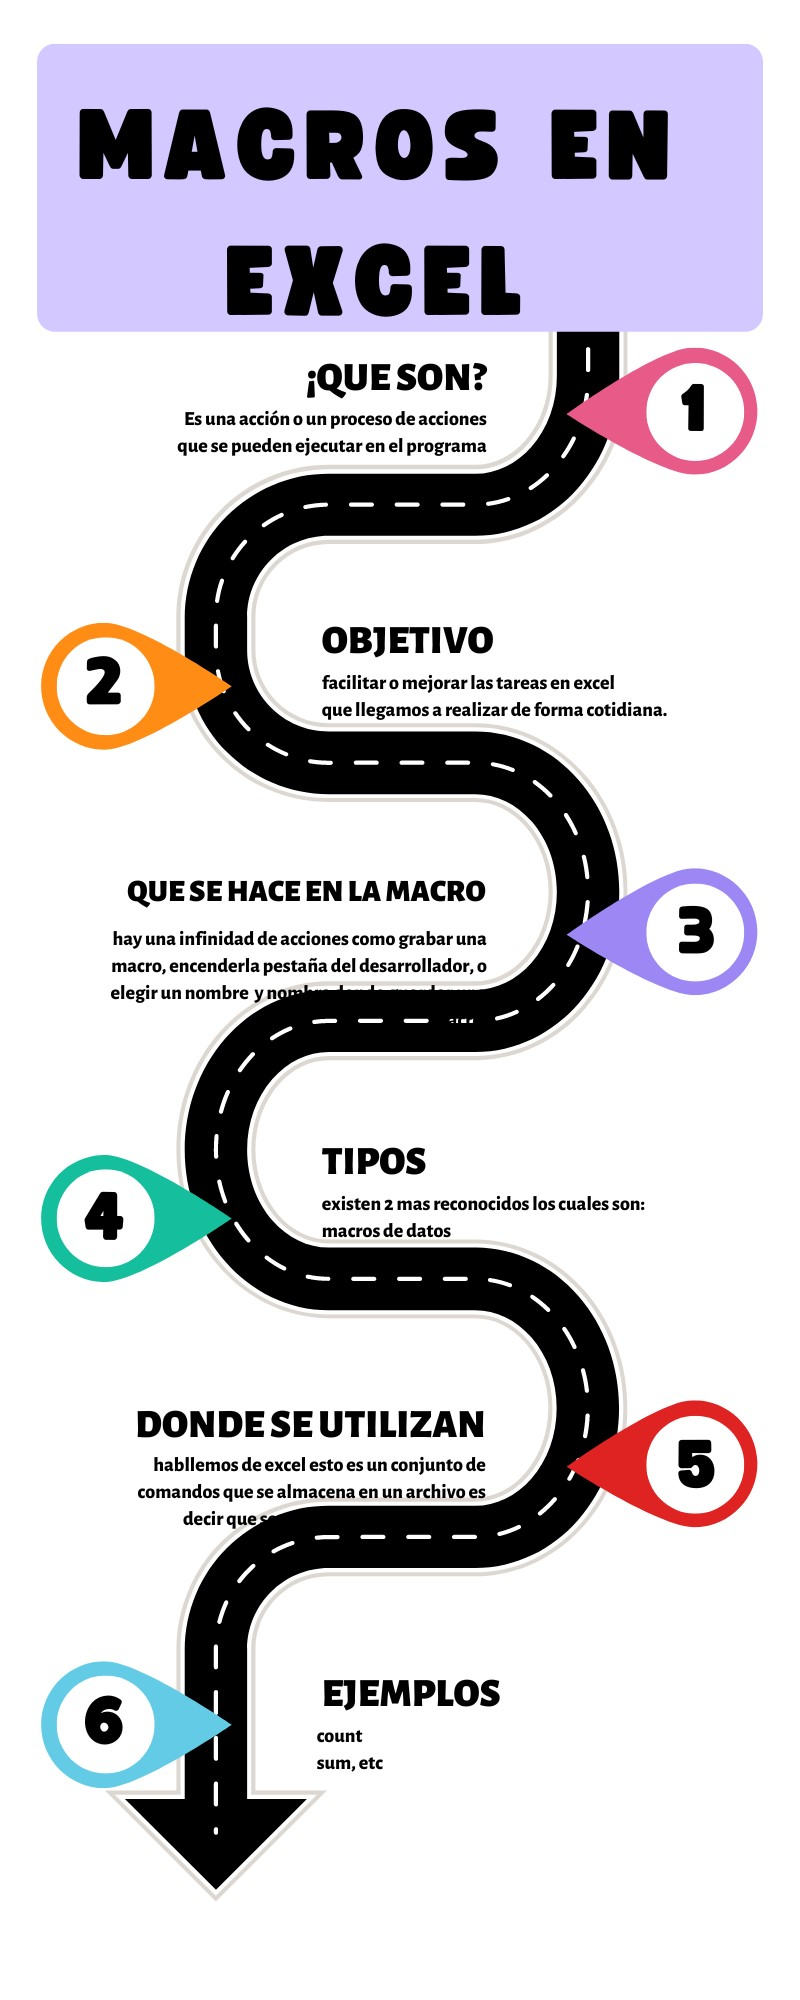 MACROS EN
EXCEL
¡QUE SON?
Es una acción o un proceso de acciones
que se pueden ejecutar en el programa
1
OBJETIVO
facilitar o mejorar las tareas en excel
que llegamos a realizar de forma cotidiana.
2
QUE SE HACE EN LA MACRO
hay una infinidad de acciones como grabar una
macro, encenderla pestaña del desarrollador, o
elegir un nombre y nombre
3
TIPOS
existen 2 mas reconocidos los cuales son:
macros de datos
4
DONDE SE UTILIZAN
habllemos de excel esto es un conjunto de
comandos que se almacena en un archivo es
decir que
5
EJEMPLOS
count
sum, etc
6